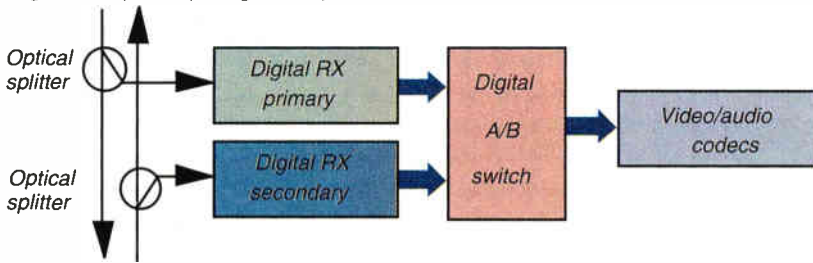 Optical
splitter
Digital RX
primary
Digital
A/B
switch
Video/audio
codecs
Optical
splitter
Digital RX
secondary